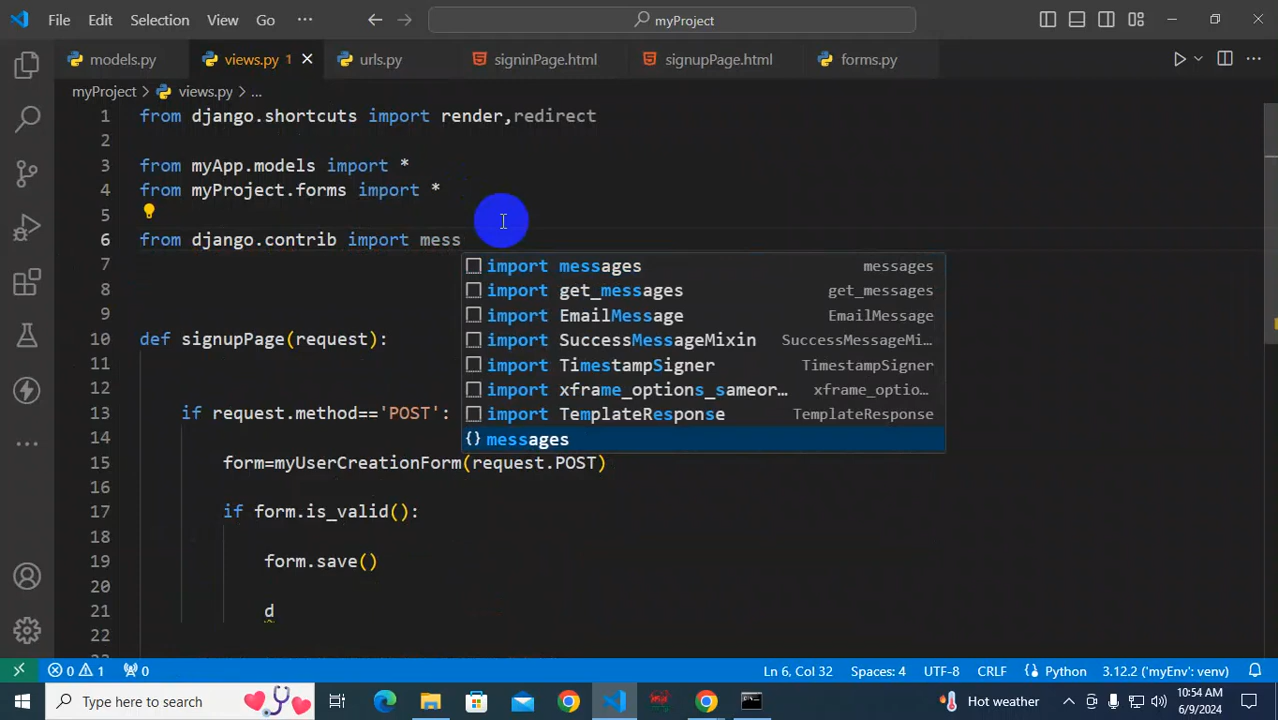 File Edit Selection View Go ··· myProject
models.py views.py 1 urls.py signinPage.html signupPage.html forms.py
myProject > views.py > ...
1 from django.shortcuts import render,redirect
2
3 from myApp.models import *
4 from myProject.forms import *
5
6 from django.contrib import mess
7
import messages messages
8
import get_messages get_messages
import EmailMessage EmailMessage
9
10 def signupPage(request):
import SuccessMessageMixin SuccessMessageMi...
11
import TimestampSigner TimestampSigner
12
import xframe_options_sameor... xframe_optio...
13 if request.method=='POST':
import TemplateResponse TemplateResponse
14
{} messages
15 form=myUserCreationForm(request.POST)
16
17 if form.is_valid():
18
19 form.save()
20
21 d
22
0 1 0 Ln 6, Col 32 Spaces: 4 UTF-8 CRLF Python 3.12.2 ('myEnv': venv)
Type here to search Hot weather 10:54 AM
6/9/2024